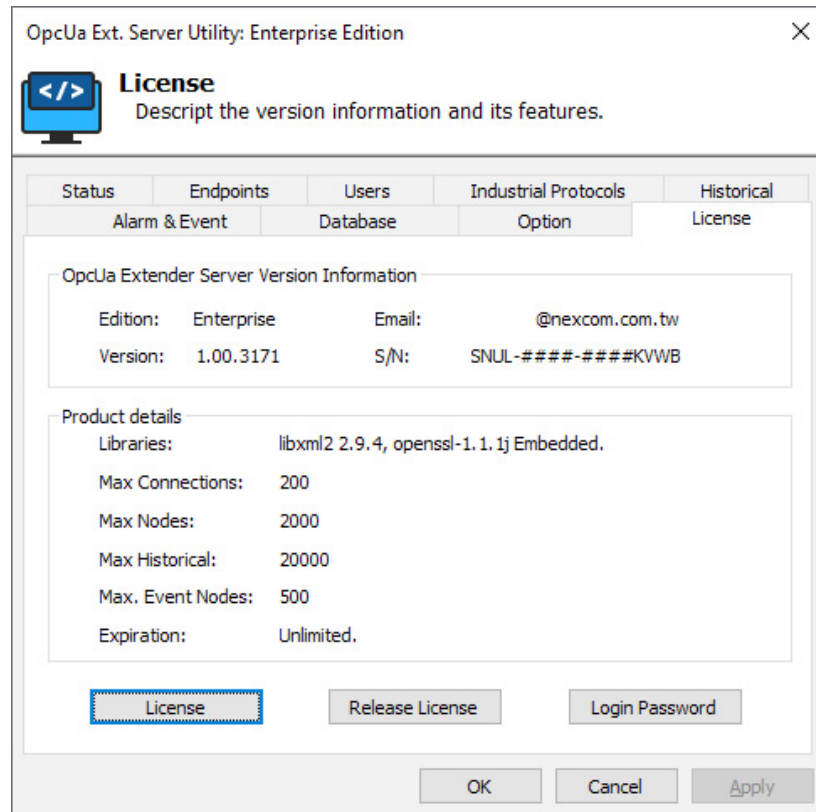 OpcUa Ext. Server Utility: Enterprise Edition
</>
License
Descript the version information and its features.
Status Endpoints Users Industrial Protocols Historical
Alarm & Event Database Option License
OpcUa Extender Server Version Information
Edition: Enterprise Email: @nexcom.com.tw
Version: 1.00.3171 S/N: SNUL-####-####KVWB
Product details
Libraries: libxml2 2.9.4, openssl-1.1.1j Embedded.
Max Connections: 200
Max Nodes: 2000
Max Historical: 20000
Max. Event Nodes: 500
Expiration: Unlimited.
License Release License Login Password
OK Cancel Apply